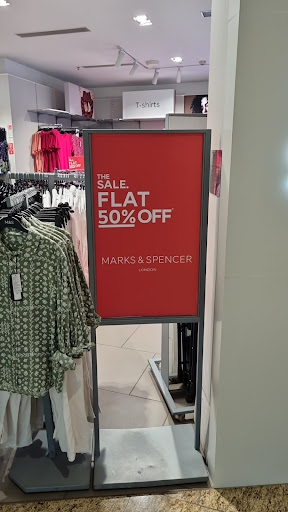 T-shirts
THE
SALE.
FLAT
50%OFF*
MARKS & SPENCER
LONDON